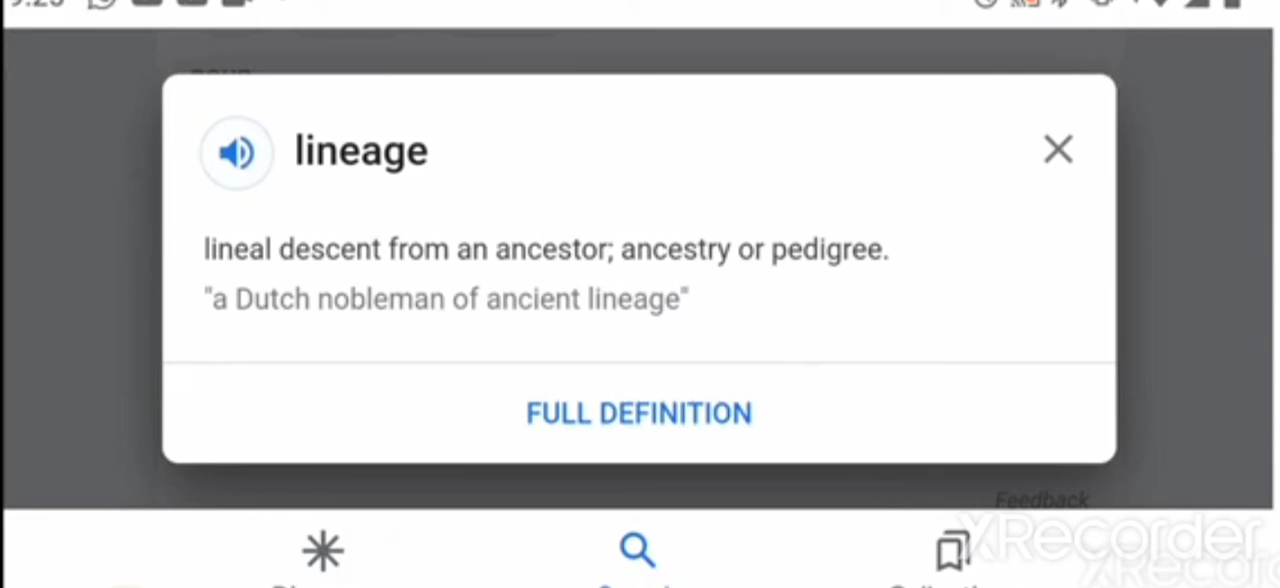 lineage
lineal descent from an ancestor; ancestry or pedigree.
"a Dutch nobleman of ancient lineage"
FULL DEFINITION
Feedback
XRecorder